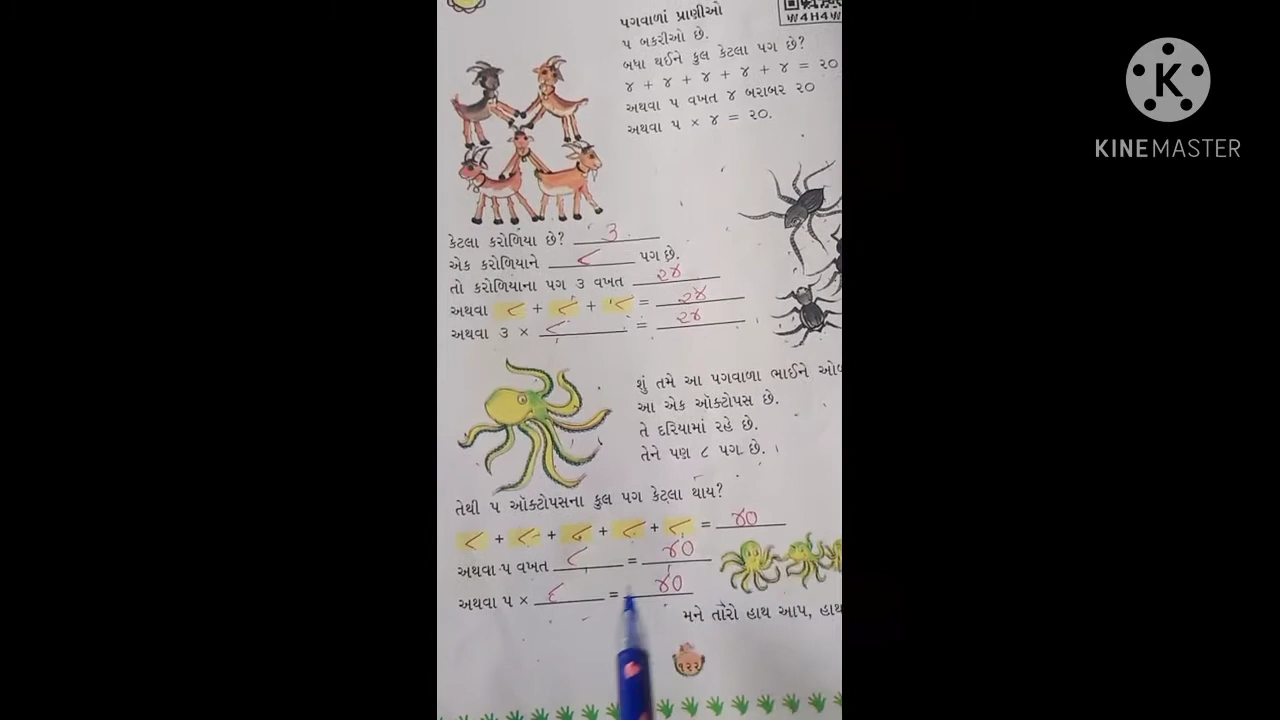 પગવાળાં પ્રાણીઓ
૫ બકરીઓ છે.
બધા થઈને કુલ કેટલા પગ છે?
૪ + ૪ + ૪ + ૪ + ૪ = ૨૦
અથવા ૫ વખત ૪ બરાબર ૨૦
અથવા ૫ × ૪ = ૨૦.
W4H4W
KINEMASTER
કેટલા કરોળિયા છે? ૩
એક કરોળિયાને ૮ પગ છે.
તો કરોળિયાના પગ ૩ વખત ૨૪
અથવા ૮ + ૮ + ૮ = ૨૪
અથવા ૩ × ૮ = ૨૪
શું તમે આ પગવાળા ભાઈને
આ એક ઑક્ટોપસ છે.
તે દરિયામાં રહે છે.
તેને પણ ૮ પગ છે.
તેથી ૫ ઑક્ટોપસના કુલ પગ કેટલા થાય?
૮ + ૮ + ૮ + ૮ + ૮ = ૪૦
અથવા ૫ વખત ૮ = ૪૦
અથવા ૫ × ૮ = ૪૦
મને તારો હાથ આપ, હાથ
૧૨૨